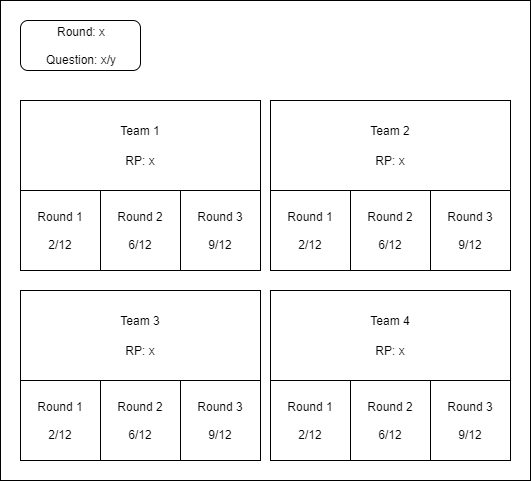 Round: x
Question: x/y
Team 1
RP: x
Round 1
2/12
Round 2
6/12
Round 3
9/12
Team 2
RP: x
Round 1
2/12
Round 2
6/12
Round 3
9/12
Team 3
RP: x
Round 1
2/12
Round 2
6/12
Round 3
9/12
Team 4
RP: x
Round 1
2/12
Round 2
6/12
Round 3
9/12